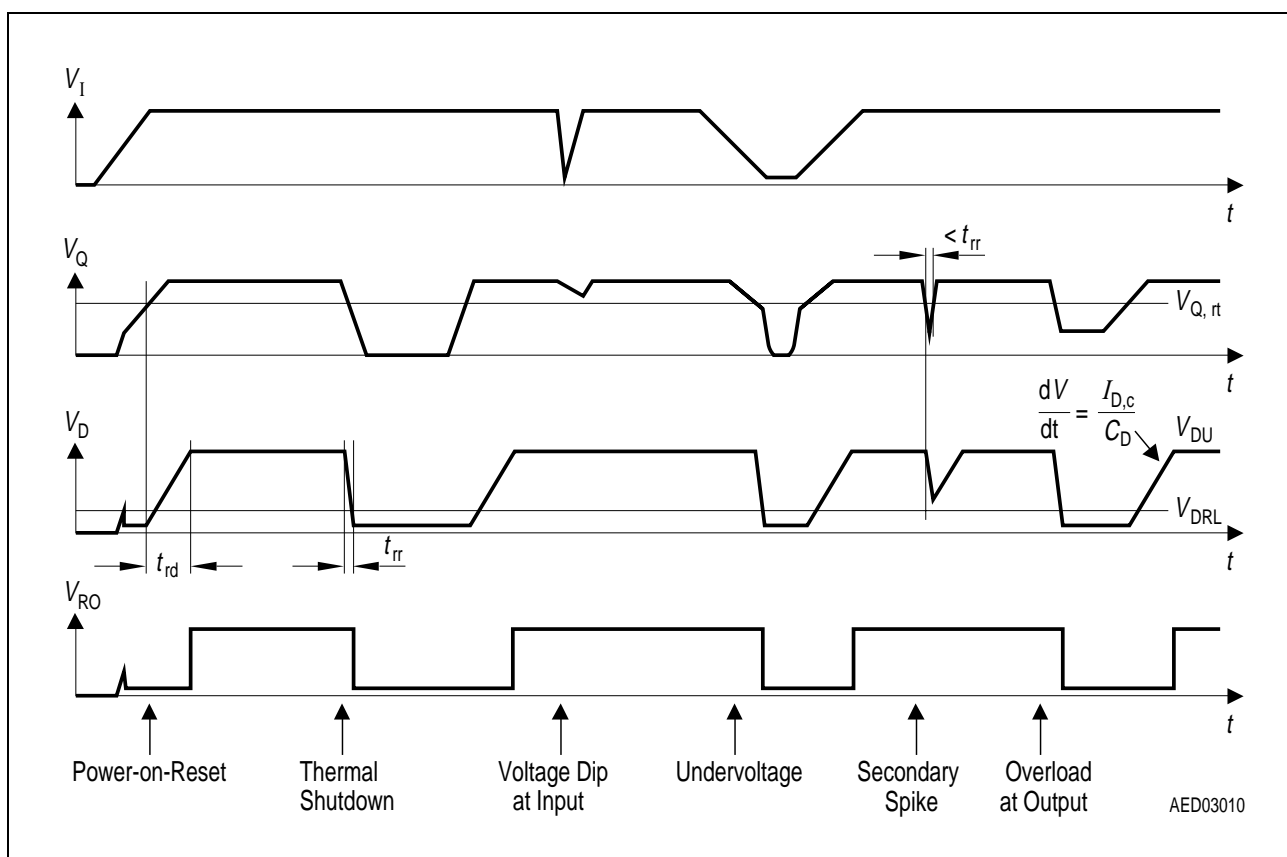 V_I
t
V_Q
< t_rr
V_Q, rt
t
V_D
dV/dt = I_D,c/C_D
V_DU
V_DRL
t_rd
t_rr
t
V_RO
t
Power-on-Reset
Thermal
Shutdown
Voltage Dip
at Input
Undervoltage
Secondary
Spike
Overload
at Output
AED03010